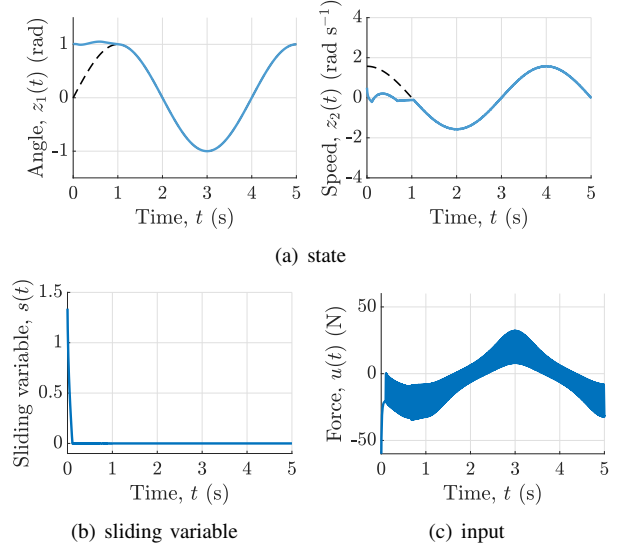 Angle, z₁(t) (rad)
1
0
-1
0 1 2 3 4 5
Time, t (s)
Speed, z₂(t) (rad s⁻¹)
4
2
0
-2
-4
0 1 2 3 4 5
Time, t (s)
(a) state
Sliding variable, s(t)
1.5
1
0.5
0
0 1 2 3 4 5
Time, t (s)
(b) sliding variable
Force, u(t) (N)
50
0
-50
0 1 2 3 4 5
Time, t (s)
(c) input